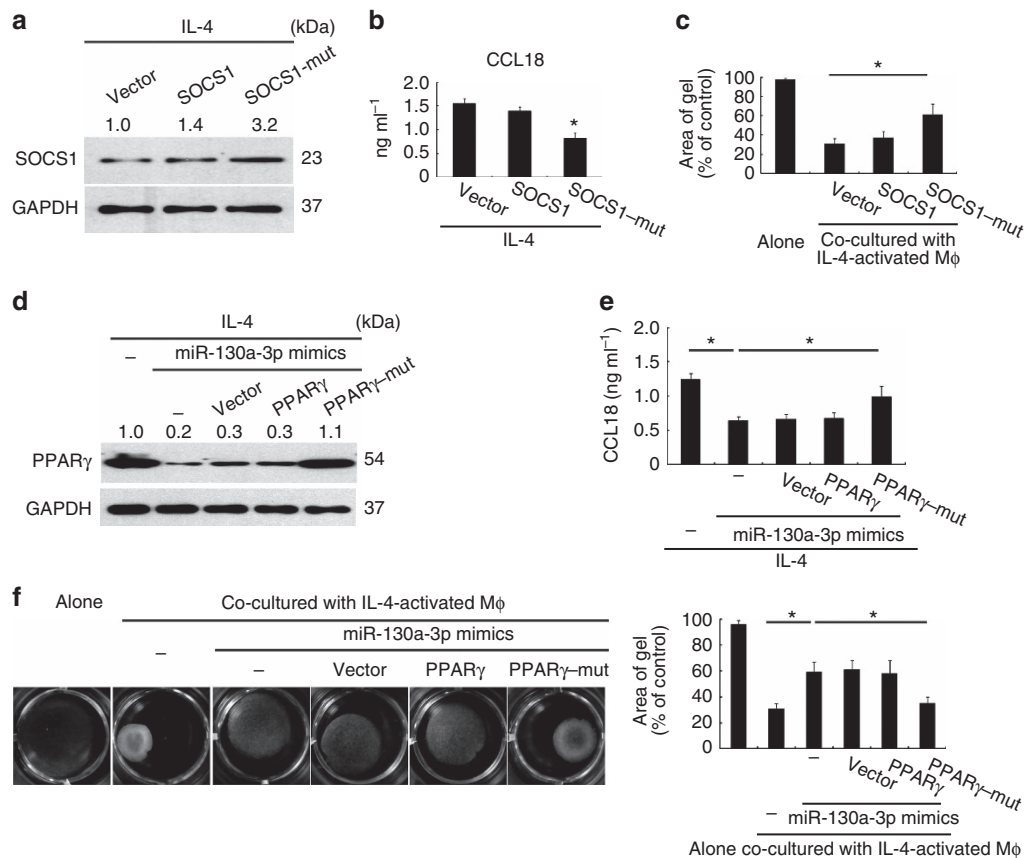 a
IL-4 (kDa)
Vector SOCS1 SOCS1-mut
1.0 1.4 3.2
SOCS1 23
GAPDH 37
b
CCL18
ng ml⁻¹
2.0
1.5
1.0
0.5
0
*
Vector SOCS1 SOCS1–mut
IL-4
c
Area of gel
(% of control)
100
80
60
40
20
0
*
Vector SOCS1 SOCS1–mut
Alone Co-cultured with
IL-4-activated Mϕ
d
IL-4 (kDa)
– miR-130a-3p mimics
– Vector PPARγ PPARγ–mut
1.0 0.2 0.3 0.3 1.1
PPARγ 54
GAPDH 37
e
CCL18 (ng ml⁻¹)
2.0
1.5
1.0
0.5
0
* *
– Vector PPARγ PPARγ–mut
– miR-130a-3p mimics
IL-4
f
Alone Co-cultured with IL-4-activated Mϕ
– miR-130a-3p mimics
– Vector PPARγ PPARγ–mut
Area of gel
(% of control)
100
80
60
40
20
0
* *
– Vector PPARγ PPARγ–mut
– miR-130a-3p mimics
Alone co-cultured with IL-4-activated Mϕ